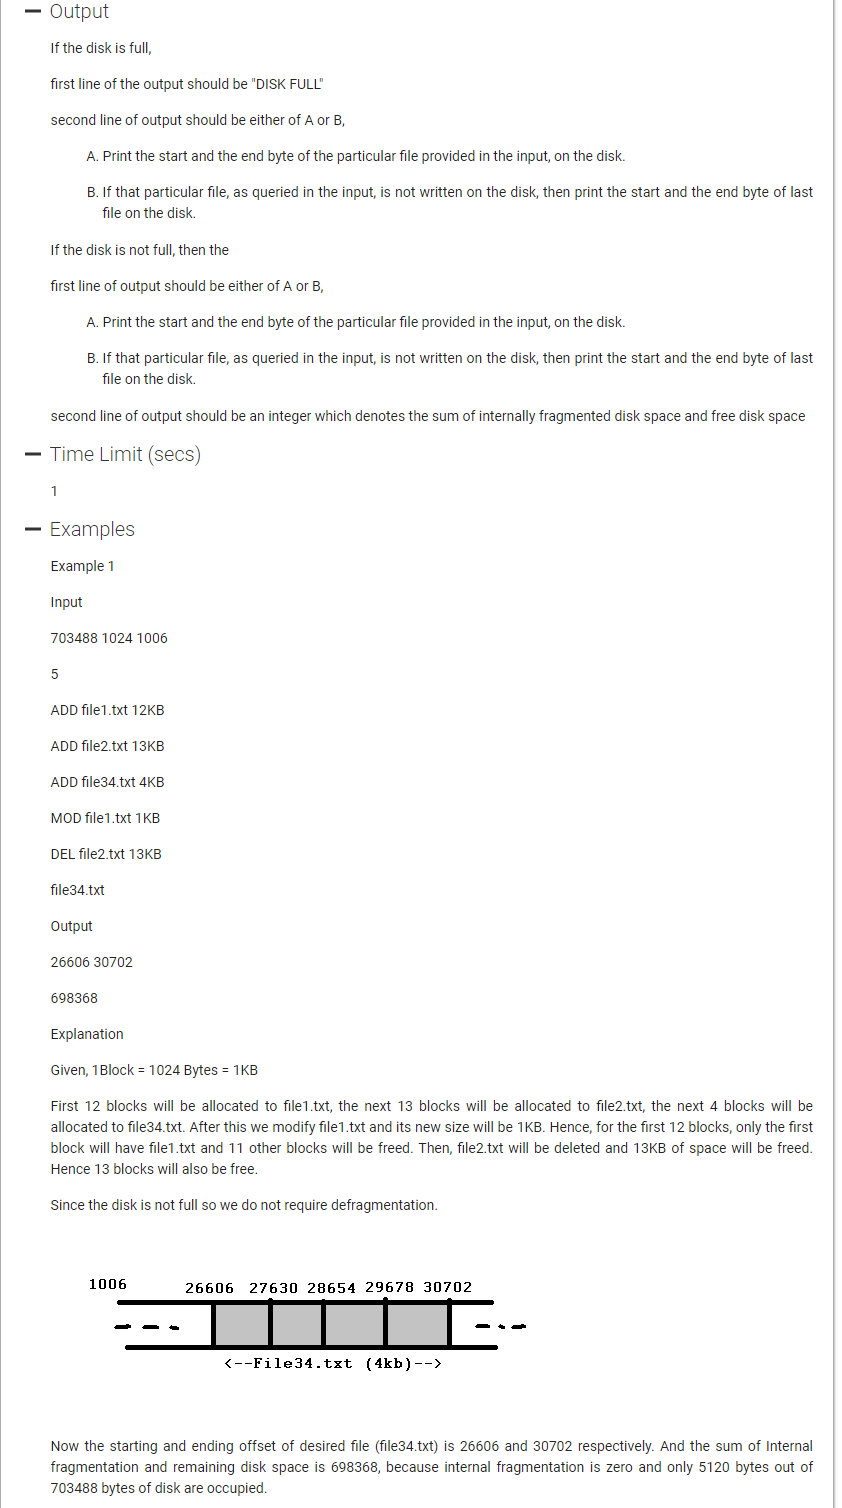 Output
If the disk is full,
first line of the output should be "DISK FULL"
second line of output should be either of A or B,
A. Print the start and the end byte of the particular file provided in the input, on the disk.
B. If that particular file, as queried in the input, is not written on the disk, then print the start and the end byte of last
file on the disk.
If the disk is not full, then the
first line of output should be either of A or B,
A. Print the start and the end byte of the particular file provided in the input, on the disk.
B. If that particular file, as queried in the input, is not written on the disk, then print the start and the end byte of last
file on the disk.
second line of output should be an integer which denotes the sum of internally fragmented disk space and free disk space
Time Limit (secs)
1
Examples
Example 1
Input
703488 1024 1006
5
ADD file1.txt 12KB
ADD file2.txt 13KB
ADD file34.txt 4KB
MOD file1.txt 1KB
DEL file2.txt 13KB
file34.txt
Output
26606 30702
698368
Explanation
Given, 1Block = 1024 Bytes = 1KB
First 12 blocks will be allocated to file1.txt, the next 13 blocks will be allocated to file2.txt, the next 4 blocks will be
allocated to file34.txt. After this we modify file1.txt and its new size will be 1KB. Hence, for the first 12 blocks, only the first
block will have file1.txt and 11 other blocks will be freed. Then, file2.txt will be deleted and 13KB of space will be freed.
Hence 13 blocks will also be free.
Since the disk is not full so we do not require defragmentation.
1006 26606 27630 28654 29678 30702
<--File34.txt (4kb)-->
Now the starting and ending offset of desired file (file34.txt) is 26606 and 30702 respectively. And the sum of Internal
fragmentation and remaining disk space is 698368, because internal fragmentation is zero and only 5120 bytes out of
703488 bytes of disk are occupied.